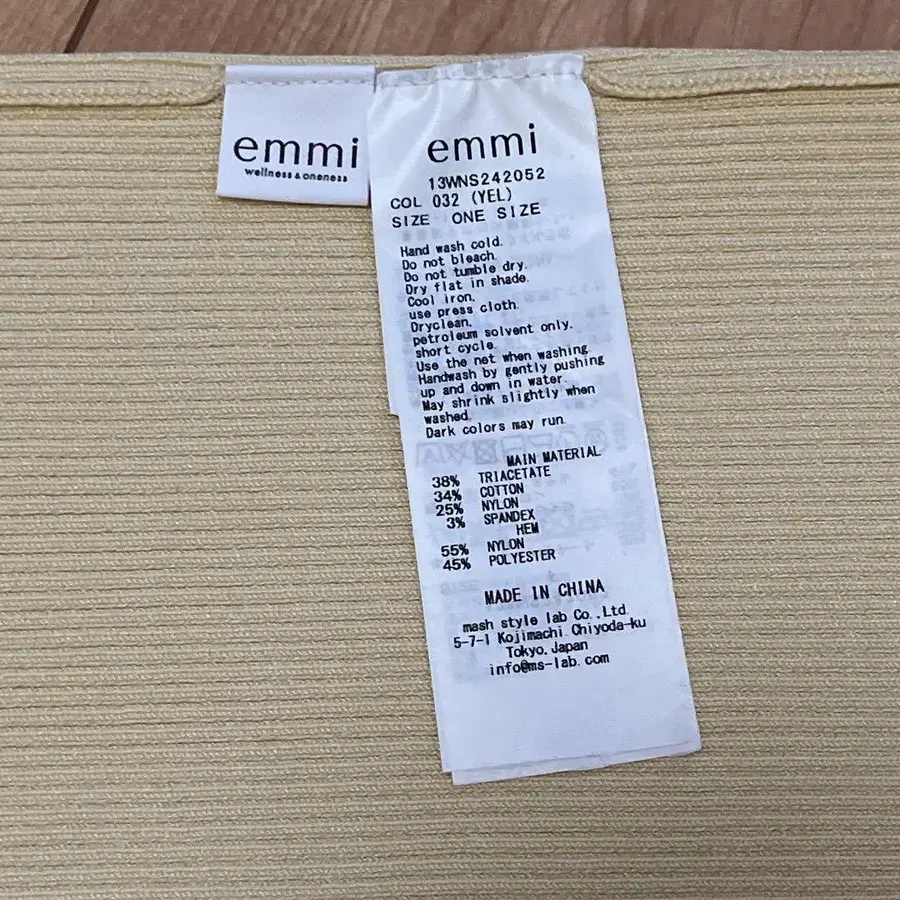 emmi
wellness & oneness
emmi
13WNS242052
COL 032 (YEL)
SIZE ONE SIZE
Hand wash cold.
Do not bleach.
Do not tumble dry.
Dry flat in shade.
Cool iron,
use press cloth.
Dryclean,
petroleum solvent only,
short cycle.
Use the net when washing.
Handwash by gently pushing
up and down in water.
May shrink slightly when
washed.
Dark colors may run.
MAIN MATERIAL
38% TRIACETATE
34% COTTON
25% NYLON
3% SPANDEX
HEM
55% NYLON
45% POLYESTER
MADE IN CHINA
mash style lab Co.,Ltd.
5-7-1 Kojimachi Chiyoda-ku
Tokyo, Japan
info@ms-lab.com